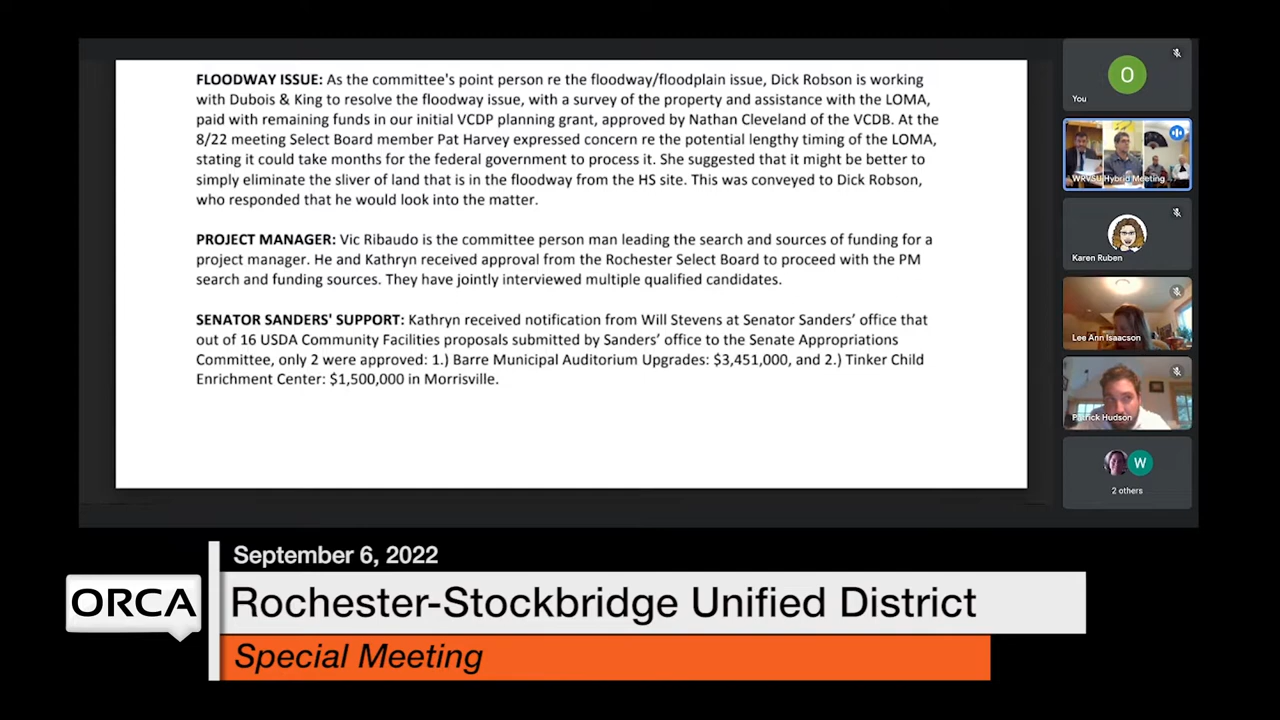 FLOODWAY ISSUE: As the committee's point person re the floodway/floodplain issue, Dick Robson is working
with Dubois & King to resolve the floodway issue, with a survey of the property and assistance with the LOMA,
paid with remaining funds in our initial VCDP planning grant, approved by Nathan Cleveland of the VCDB. At the
8/22 meeting Select Board member Pat Harvey expressed concern re the potential lengthy timing of the LOMA,
stating it could take months for the federal government to process it. She suggested that it might be better to
simply eliminate the sliver of land that is in the floodway from the HS site. This was conveyed to Dick Robson,
who responded that he would look into the matter.
PROJECT MANAGER: Vic Ribaudo is the committee person man leading the search and sources of funding for a
project manager. He and Kathryn received approval from the Rochester Select Board to proceed with the PM
search and funding sources. They have jointly interviewed multiple qualified candidates.
SENATOR SANDERS' SUPPORT: Kathryn received notification from Will Stevens at Senator Sanders' office that
out of 16 USDA Community Facilities proposals submitted by Sanders' office to the Senate Appropriations
Committee, only 2 were approved: 1.) Barre Municipal Auditorium Upgrades: $3,451,000, and 2.) Tinker Child
Enrichment Center: $1,500,000 in Morrisville.
O
You
WRVSU Hybrid Meeting
Karen Ruben
Lee Ann Isaacson
Patrick Hudson
W
2 others
September 6, 2022
ORCA
Rochester-Stockbridge Unified District
Special Meeting